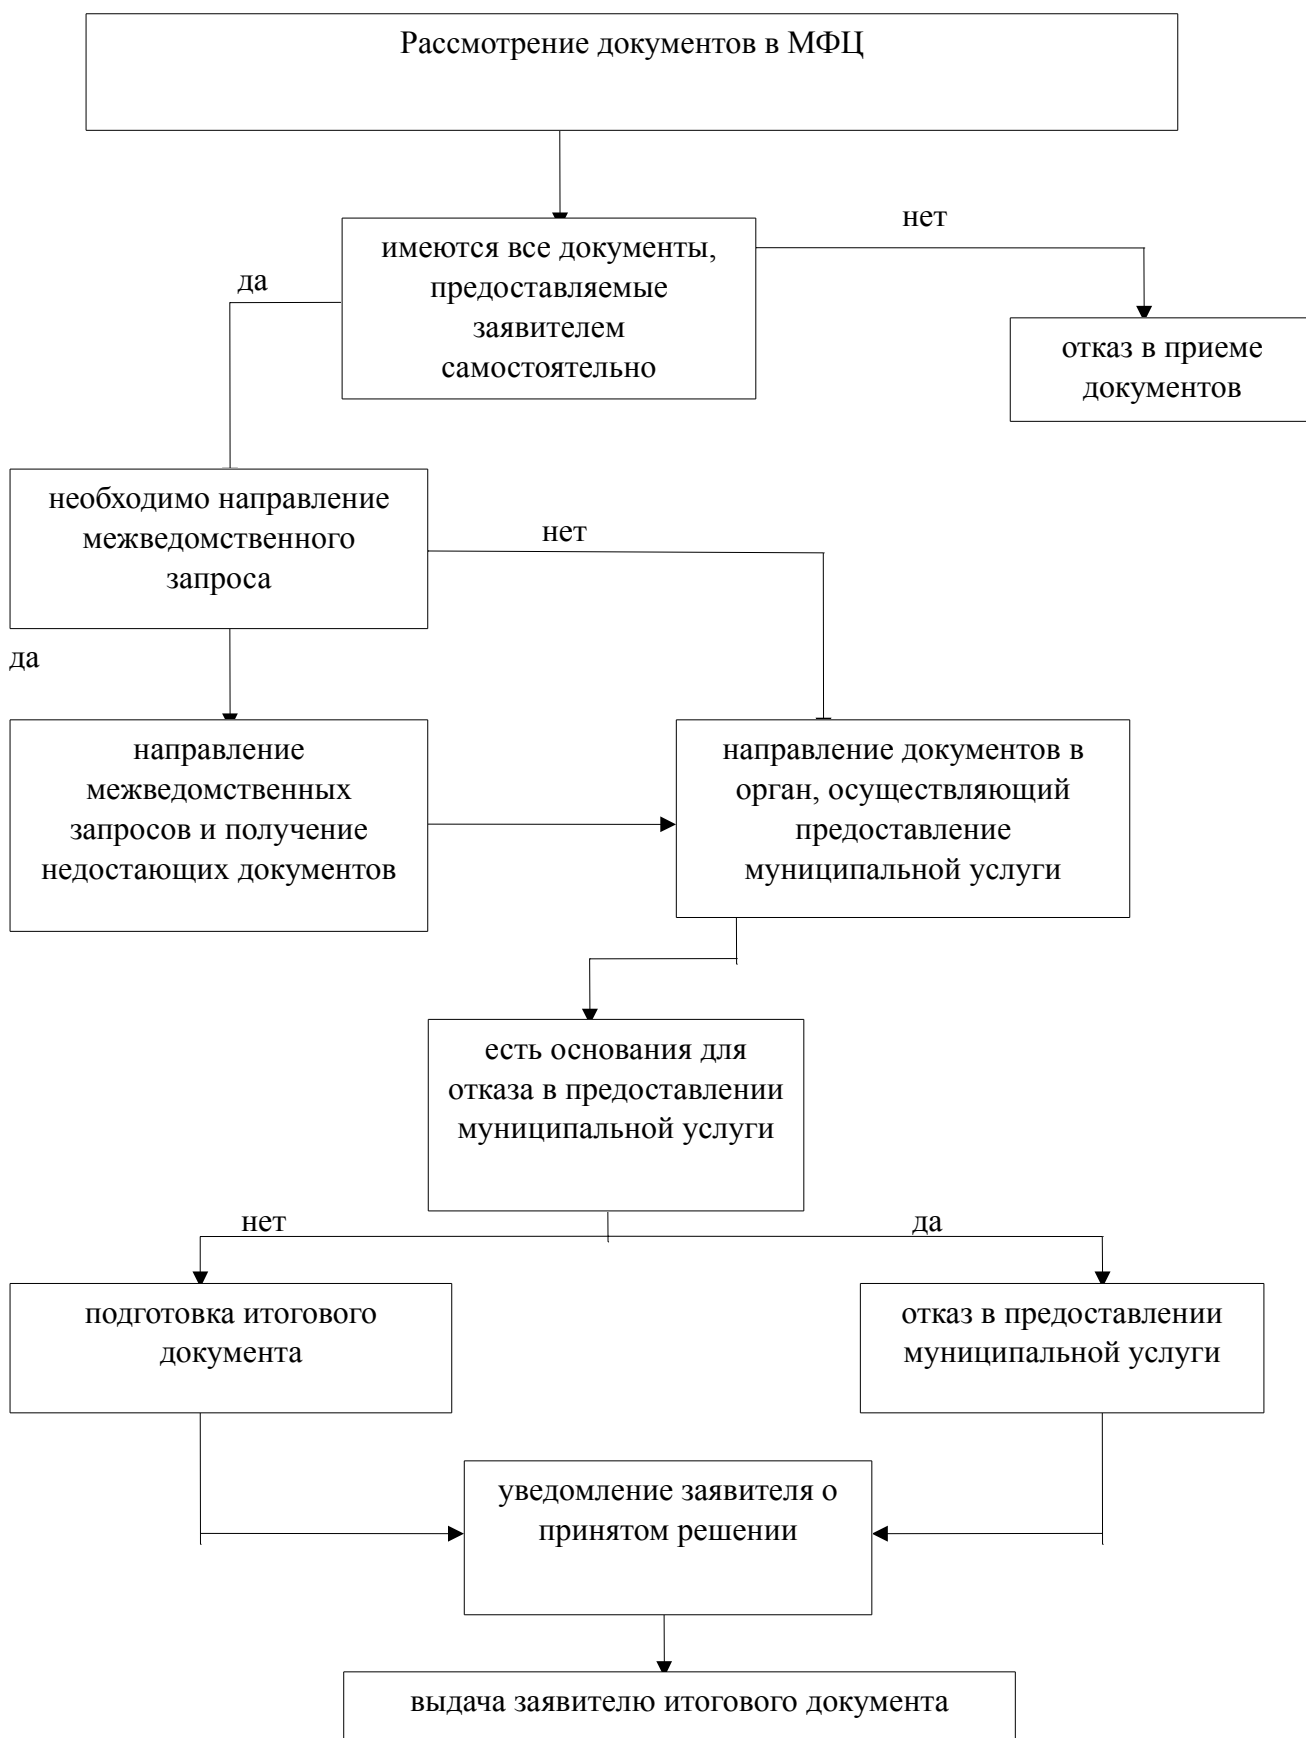 Рассмотрение документов в МФЦ
нет
имеются все документы,
предоставляемые
заявителем
самостоятельно
да
отказ в приеме
документов
необходимо направление
межведомственного
запроса
нет
да
направление
межведомственных
запросов и получение
недостающих документов
направление документов в
орган, осуществляющий
предоставление
муниципальной услуги
есть основания для
отказа в предоставлении
муниципальной услуги
нет
да
подготовка итогового
документа
отказ в предоставлении
муниципальной услуги
уведомление заявителя о
принятом решении
выдача заявителю итогового документа